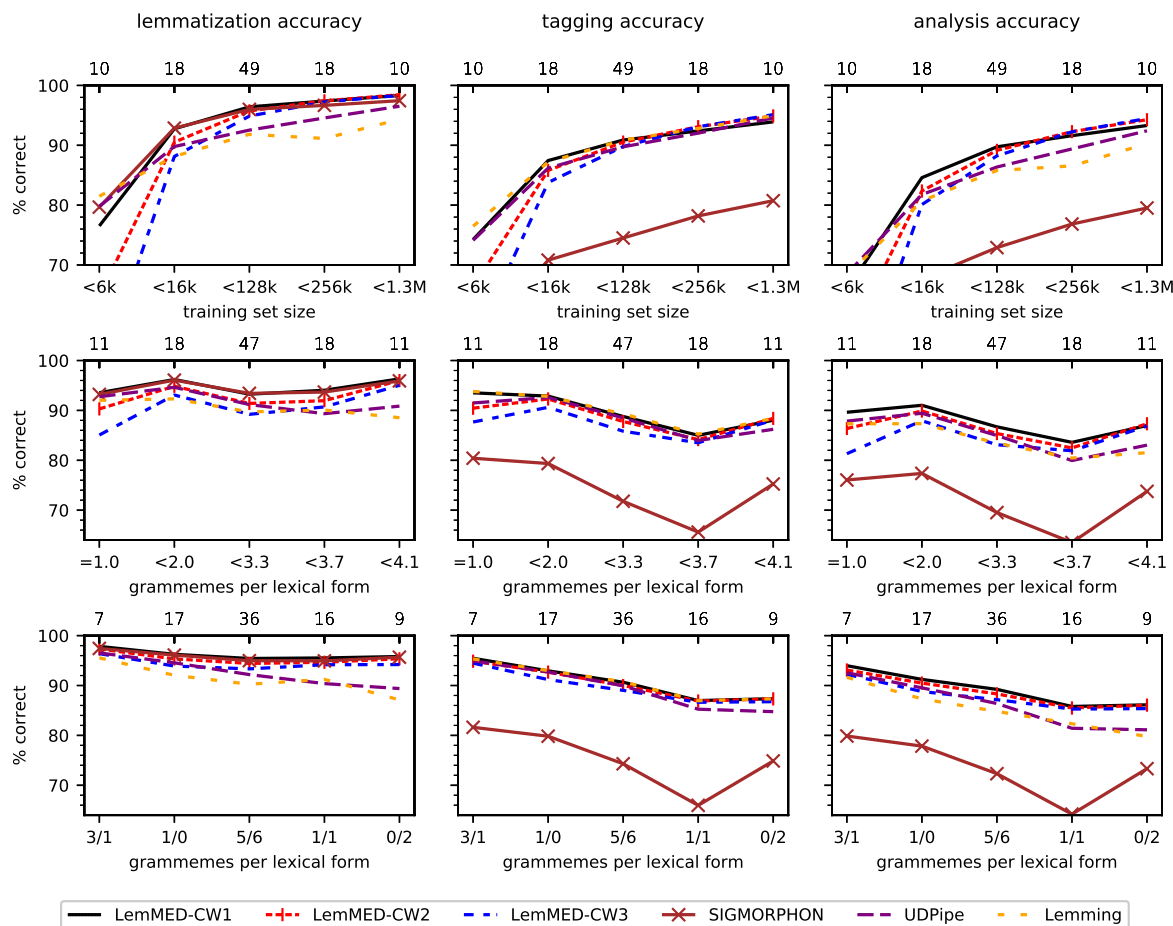 lemmatization accuracy tagging accuracy analysis accuracy
10 18 49 18 10 10 18 49 18 10 10 18 49 18 10
100
90
80
70
% correct
<6k <16k <128k <256k <1.3M <6k <16k <128k <256k <1.3M <6k <16k <128k <256k <1.3M
training set size training set size training set size
11 18 47 18 11 11 18 47 18 11 11 18 47 18 11
100
90
80
70
% correct
=1.0 <2.0 <3.3 <3.7 <4.1 =1.0 <2.0 <3.3 <3.7 <4.1 =1.0 <2.0 <3.3 <3.7 <4.1
grammemes per lexical form grammemes per lexical form grammemes per lexical form
7 17 36 16 9 7 17 36 16 9 7 17 36 16 9
100
90
80
70
% correct
3/1 1/0 5/6 1/1 0/2 3/1 1/0 5/6 1/1 0/2 3/1 1/0 5/6 1/1 0/2
grammemes per lexical form grammemes per lexical form grammemes per lexical form
LemMED-CW1 LemMED-CW2 LemMED-CW3 SIGMORPHON UDPipe Lemming